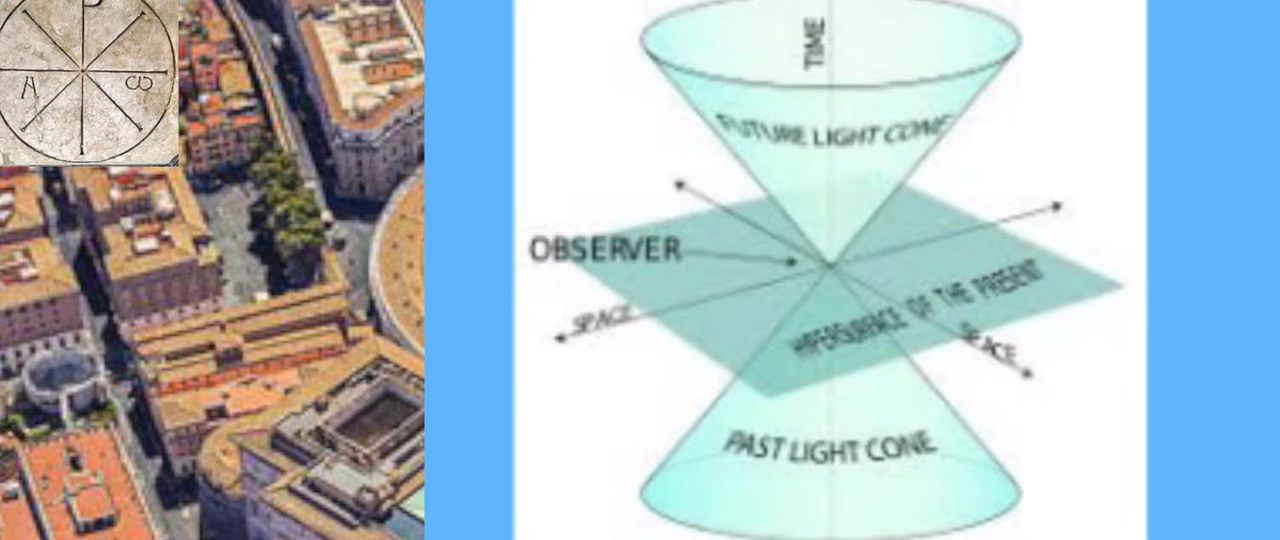 P
A ω
TIME
FUTURE LIGHT CONE
OBSERVER
SPACE
HYPERSURFACE OF THE PRESENT
SPACE
PAST LIGHT CONE